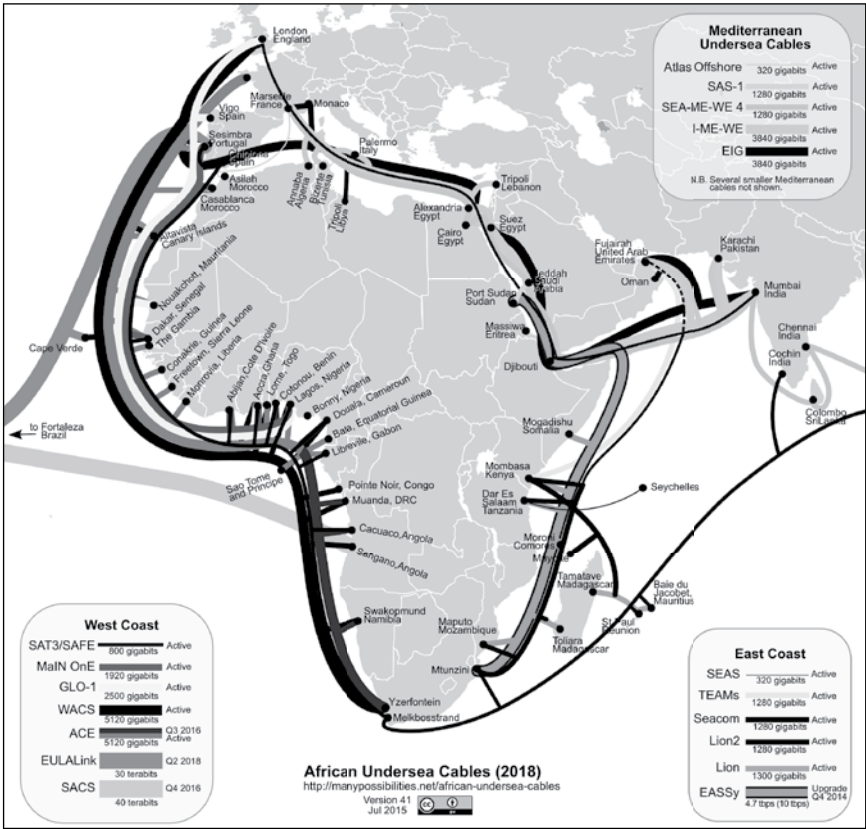 London
England
Mediterranean
Undersea Cables
Atlas Offshore 320 gigabits Active
SAS-1 1280 gigabits Active
SEA-ME-WE 4 1280 gigabits Active
I-ME-WE 3840 gigabits Active
EIG 3840 gigabits Active
N.B. Several smaller Mediterranean
cables not shown.
Marseille
France
Monaco
Vigo
Spain
Sesimbra
Portugal
Spain
Asilah
Morocco
Casablanca
Morocco
Annaba
Algeria
Bizerte
Tunisia
Tripoli
Libya
Palermo
Italy
Tripoli
Lebanon
Alexandria
Egypt
Cairo
Egypt
Suez
Egypt
Altavista
Canary Islands
Jeddah
Saudi
Arabia
Port Sudan
Sudan
Massiwa
Eritrea
Djibouti
Fujairah
United Arab
Emirates
Oman
Karachi
Pakistan
Mumbai
India
Chennai
India
Cochin
India
Colombo
SriLanka
Nouakchott, Mauritania
Dakar, Senegal
The Gambia
Cape Verde
Conakrie, Guinea
Freetown, Sierra Leone
Monrovia, Liberia
Abijan,Cote D'ivoire
Accra,Ghana
Lome, Togo
Cotonou, Benin
Lagos, Nigeria
Bonny, Nigeria
Douala, Cameroun
Bata, Equatorial Guinea
Libreville, Gabon
to Fortaleza
Brazil
Sao Tome
and Principe
Pointe Noir, Congo
Muanda, DRC
Cacuaco,Angola
Sangano,Angola
Swakopmund
Namibia
Mogadishu
Somalia
Mombasa
Kenya
Dar Es
Salaam
Tanzania
Seychelles
Moroni
Comores
Mayotte
Tamatave
Madagascar
Baie du
Jacobet,
Mauritius
St Paul
Reunion
Toliara
Madagascar
Maputo
Mozambique
Mtunzini
Yzerfontein
Melkbosstrand
West Coast
SAT3/SAFE 800 gigabits Active
MaIN OnE 1920 gigabits Active
GLO-1 2500 gigabits Active
WACS 5120 gigabits Active
ACE 5120 gigabits Q3 2016 Active
EULALink 30 terabits Q2 2018
SACS 40 terabits Q4 2016
East Coast
SEAS 320 gigabits Active
TEAMs 1280 gigabits Active
Seacom 1280 gigabits Active
Lion2 1280 gigabits Active
Lion 1300 gigabits Active
EASSy 4.7 tbps (10 tbps) Upgrade Q4 2014
African Undersea Cables (2018)
http://manypossibilities.net/african-undersea-cables
Version 41
Jul 2015
cc
BY